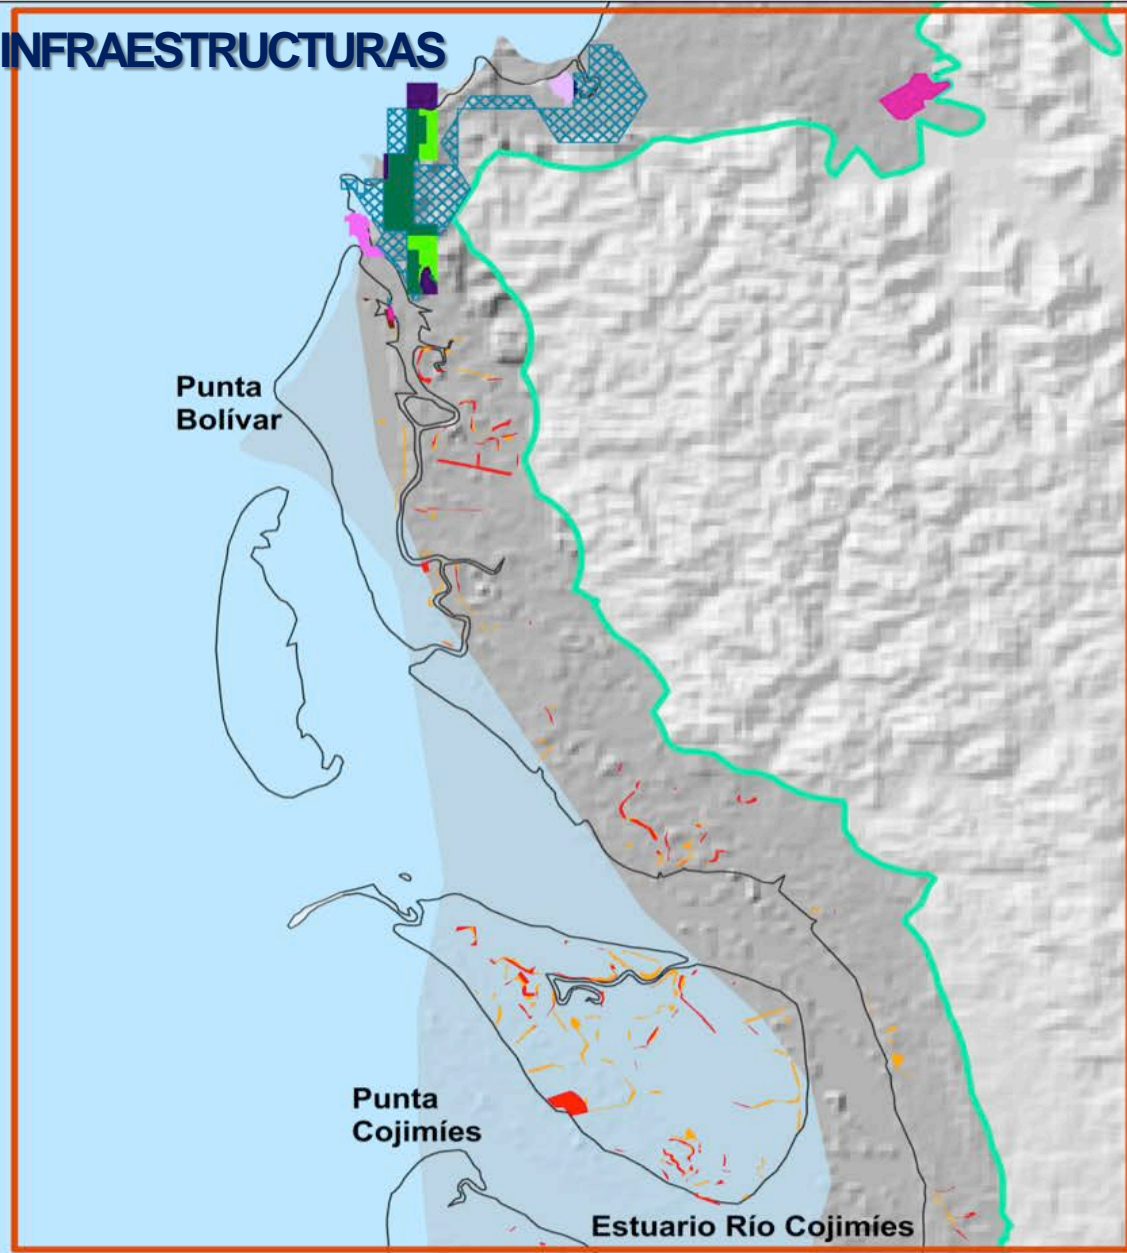 INFRAESTRUCTURAS
Punta
Bolívar
Punta
Cojimíes
Estuario Río Cojimíes